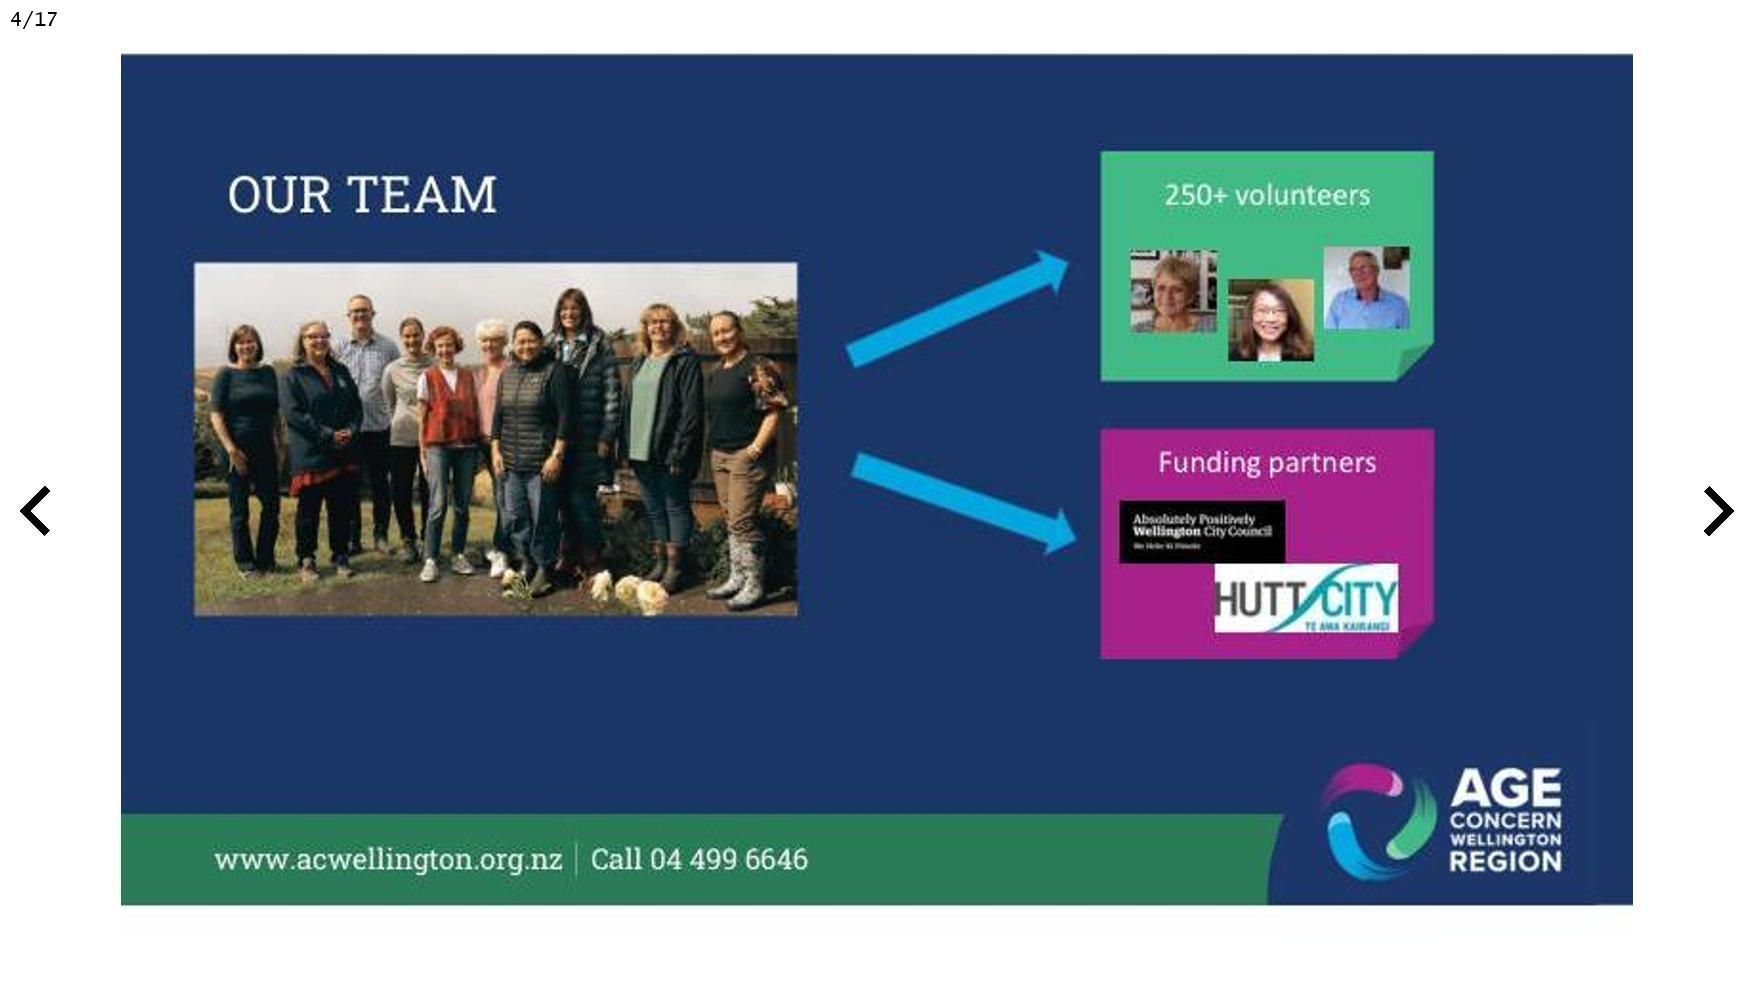 4/17
OUR TEAM
250+ volunteers
Funding partners
Absolutely Positively
Wellington City Council
Me Heke Ki Pōneke
HUTT CITY
TE AWA KAIRANGI
www.acwellington.org.nz | Call 04 499 6646
AGE
CONCERN
WELLINGTON
REGION